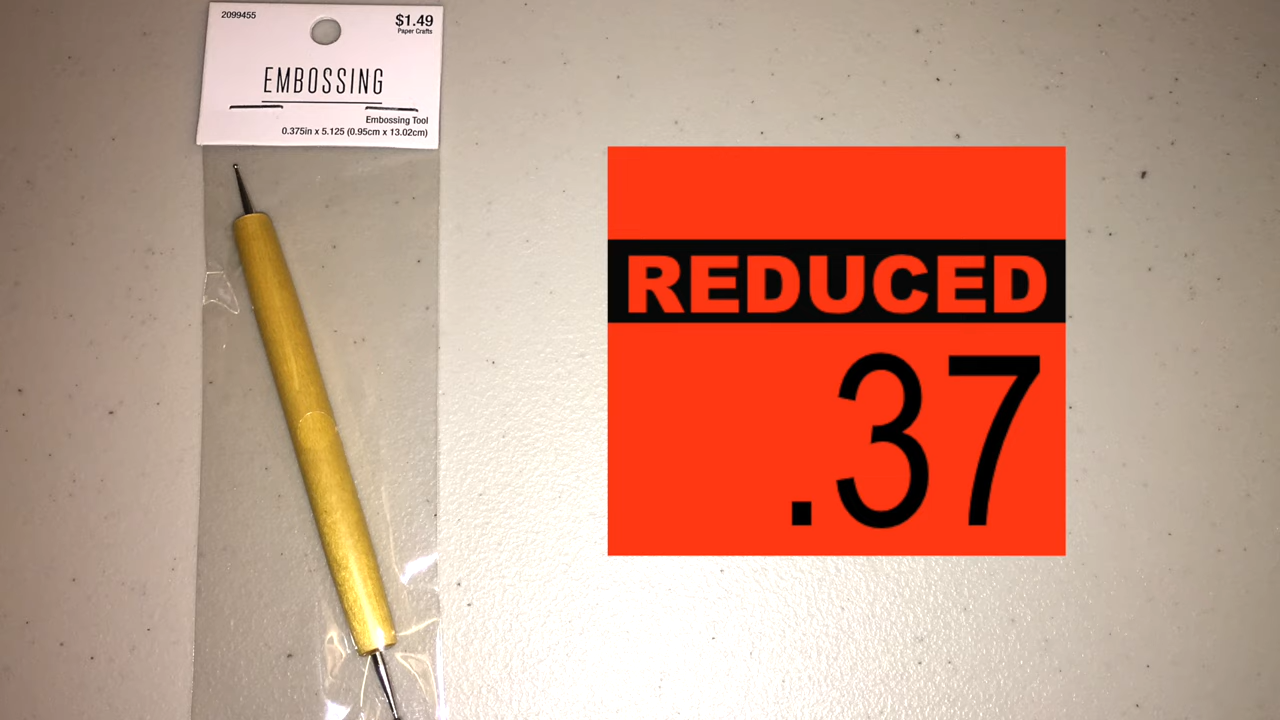 2099455
$1.49
Paper Crafts
EMBOSSING
Embossing Tool
0.375in x 5.125 (0.95cm x 13.02cm)
REDUCED
.37